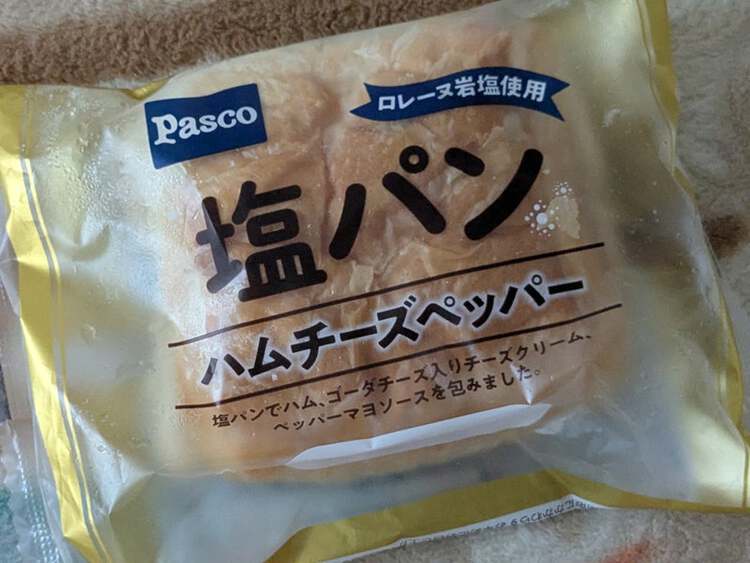 Pasco
ロレーヌ岩塩使用
塩パン
ハムチーズペッパー
塩パンでハム、ゴーダチーズ入りチーズクリーム、
ペッパーマヨソースを包みました。